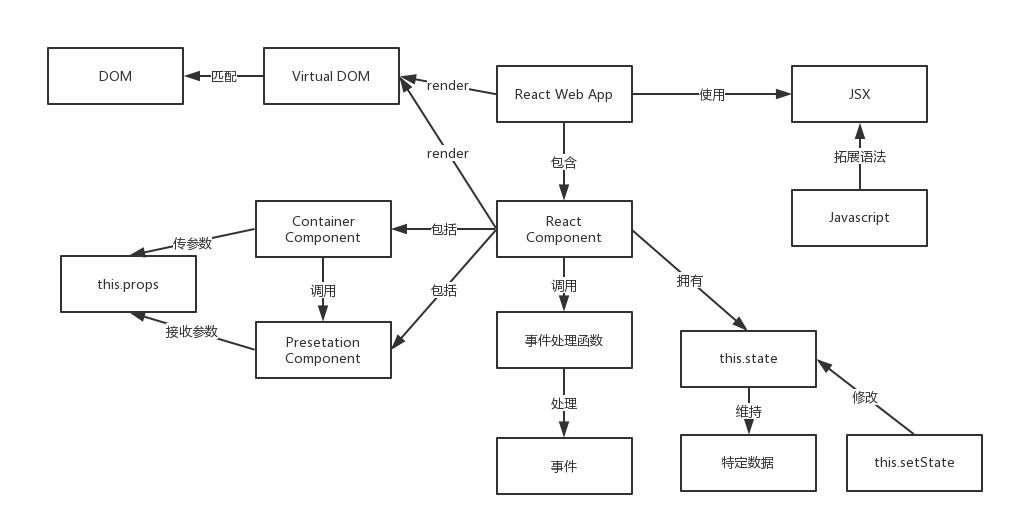 DOM
匹配
Virtual DOM
render
React Web App
使用
JSX
render
包含
拓展语法
Javascript
Container
Component
包括
React
Component
传参数
this.props
调用
包括
调用
拥有
接收参数
Presetation
Component
事件处理函数
this.state
处理
维持
修改
事件
特定数据
this.setState